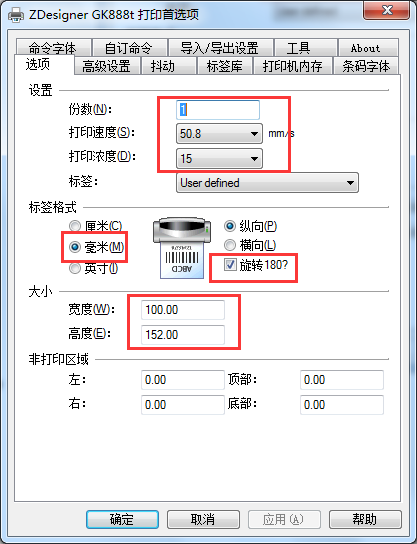 ZDesigner GK888t 打印首选项
命令字体 自订命令 导入/导出设置 工具 About
选项 高级设置 抖动 标签库 打印机内存 条码字体
设置
份数(N): 1
打印速度(S): 50.8 mm/s
打印浓度(D): 15
标签: User defined
标签格式
厘米(C) 纵向(P)
毫米(M) 横向(L)
英寸(I) 旋转180?
ABCD
12345678
大小
宽度(W): 100.00
高度(E): 152.00
非打印区域
左: 0.00 顶部: 0.00
右: 0.00 底部: 0.00
确定 取消 应用(A) 帮助